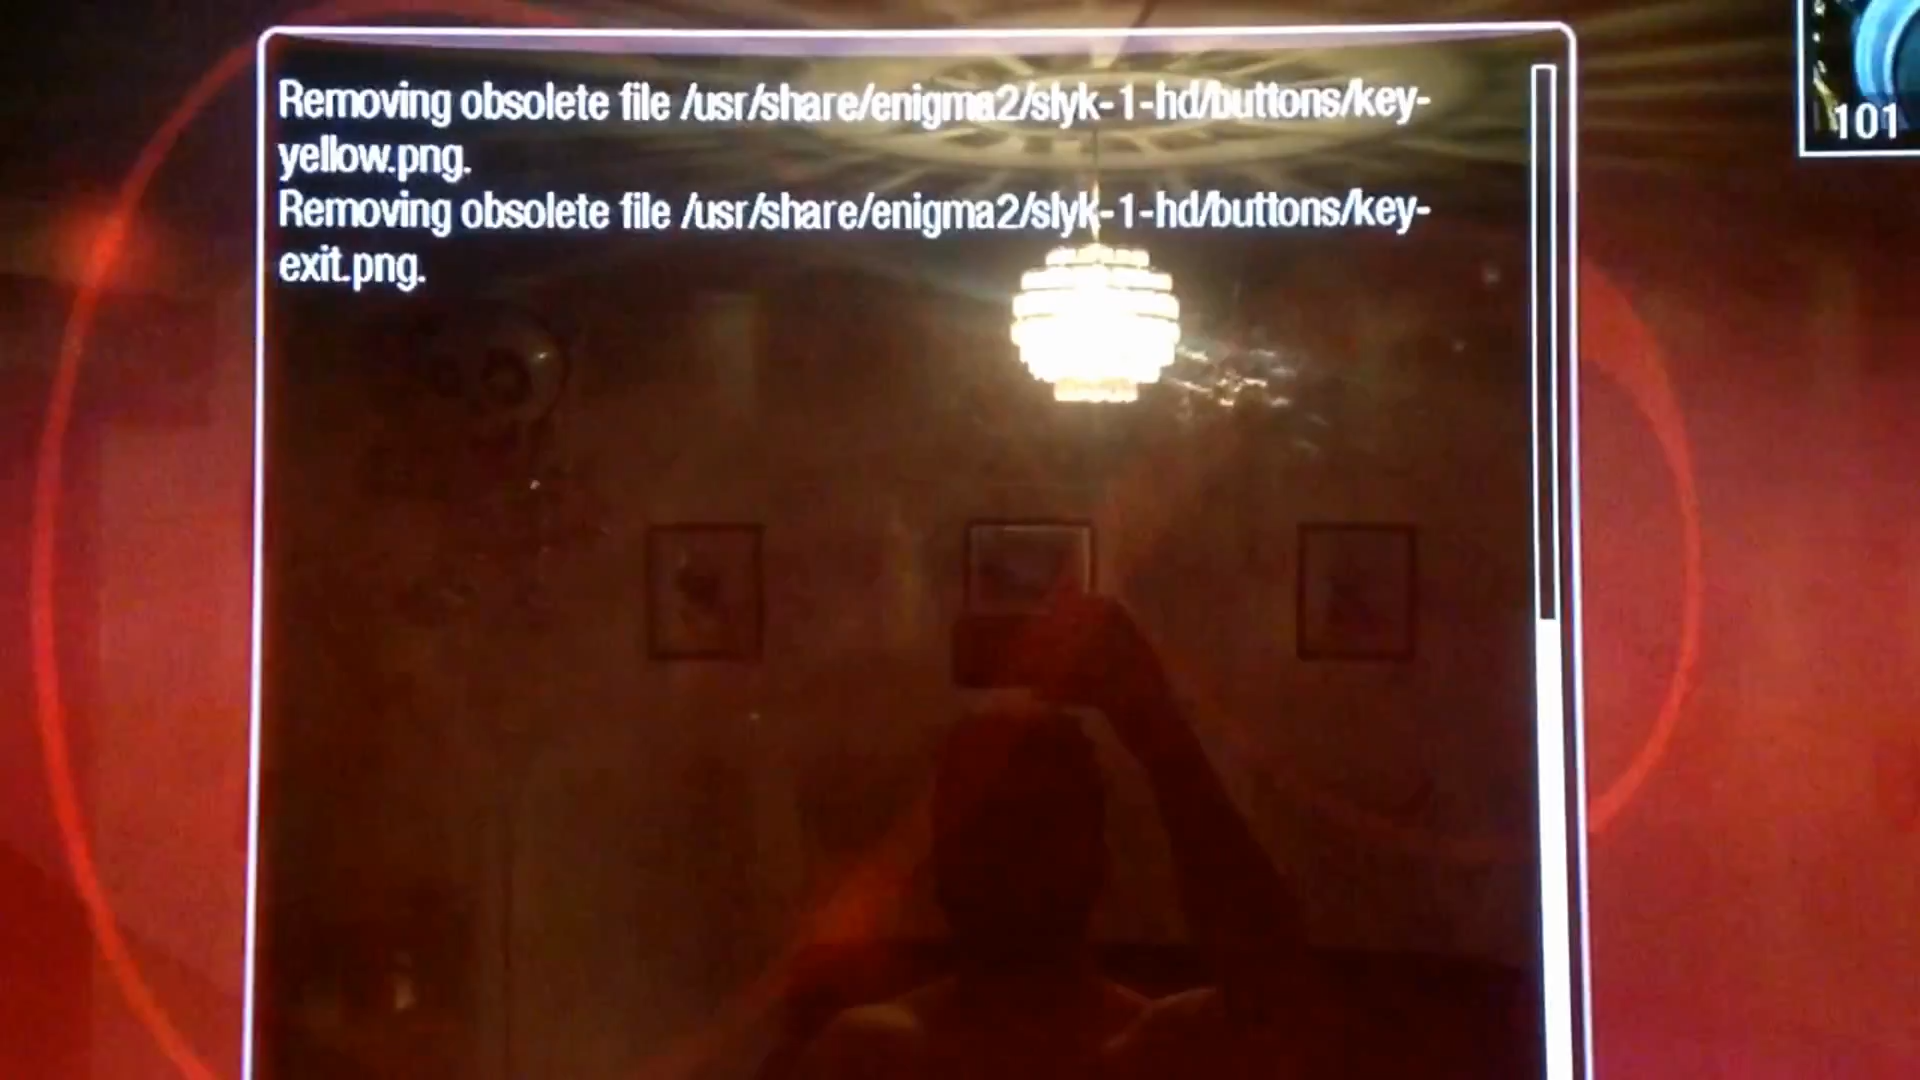 Removing obsolete file /usr/share/enigma2/slyk-1-hd/buttons/key-
yellow.png.
Removing obsolete file /usr/share/enigma2/slyk-1-hd/buttons/key-
exit.png.
101